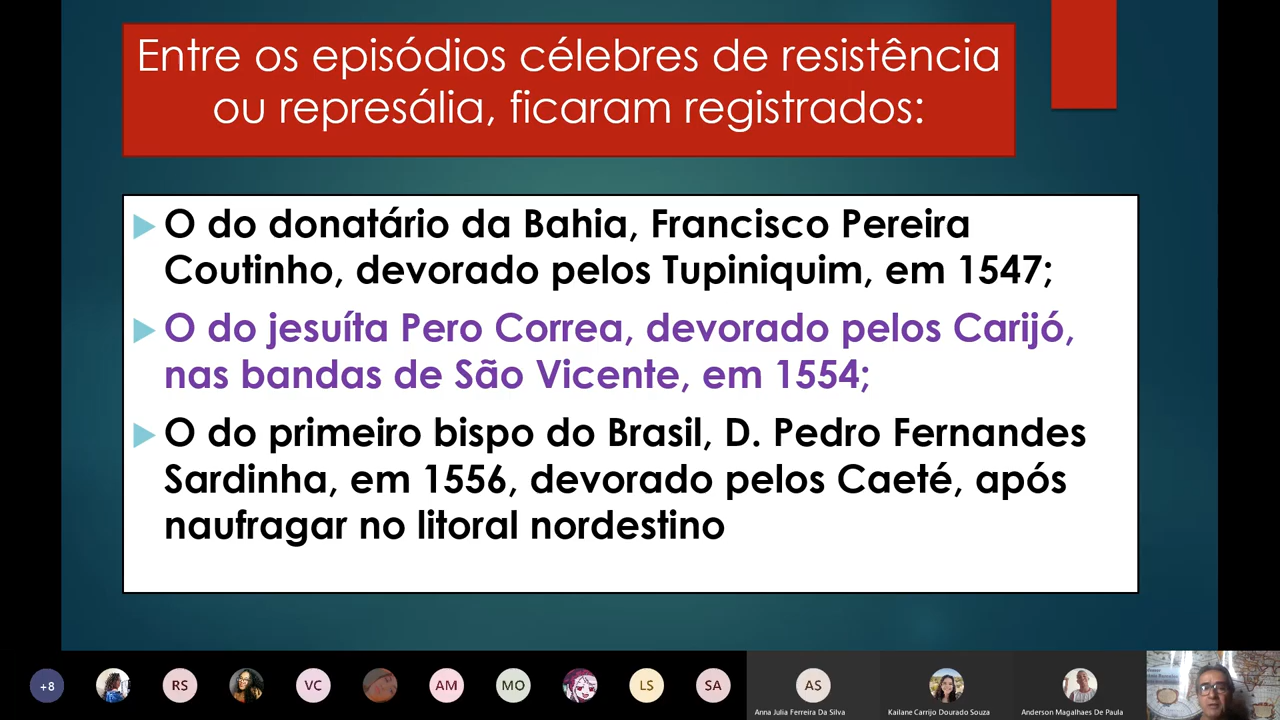 Entre os episódios célebres de resistência
ou represália, ficaram registrados:
O do donatário da Bahia, Francisco Pereira
Coutinho, devorado pelos Tupiniquim, em 1547;
O do jesuíta Pero Correa, devorado pelos Carijó,
nas bandas de São Vicente, em 1554;
O do primeiro bispo do Brasil, D. Pedro Fernandes
Sardinha, em 1556, devorado pelos Caeté, após
naufragar no litoral nordestino
+8
RS
VC
AM
MO
LS
SA
AS
Anna Julia Ferreira Da Silva
Kailane Carrijo Dourado Souza
Anderson Magalhaes De Paula